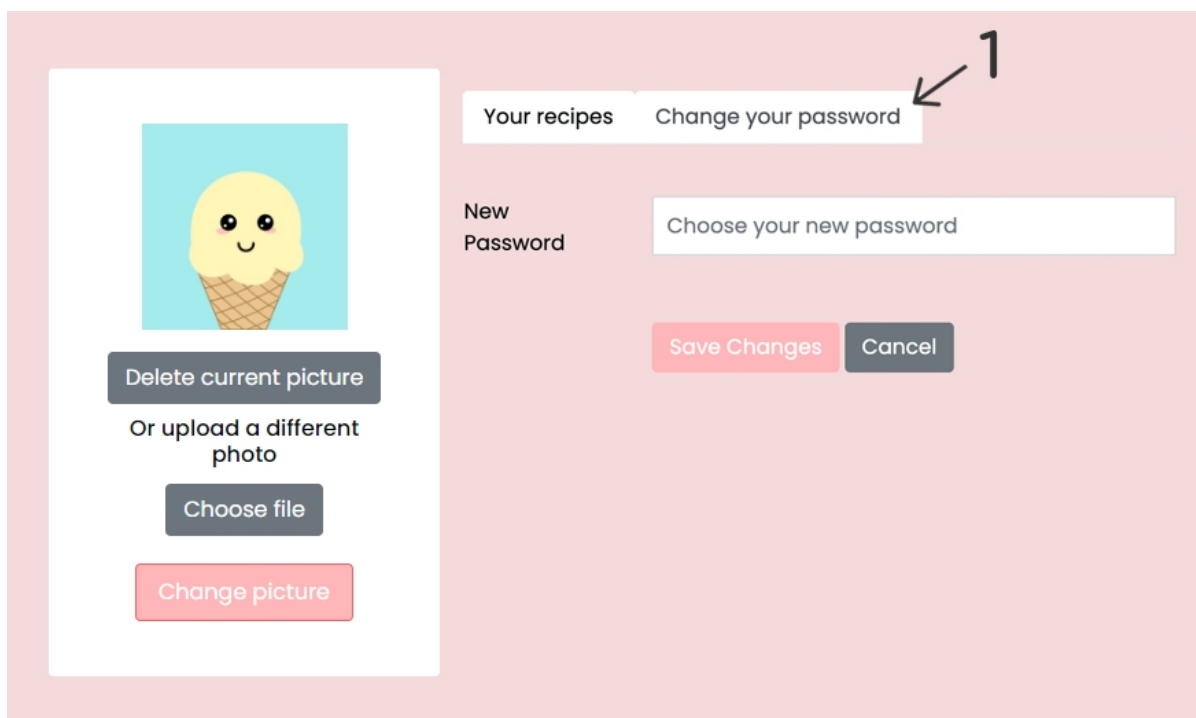 1
Your recipes
Change your password
New
Password
Choose your new password
Save Changes
Cancel
Delete current picture
Or upload a different
photo
Choose file
Change picture